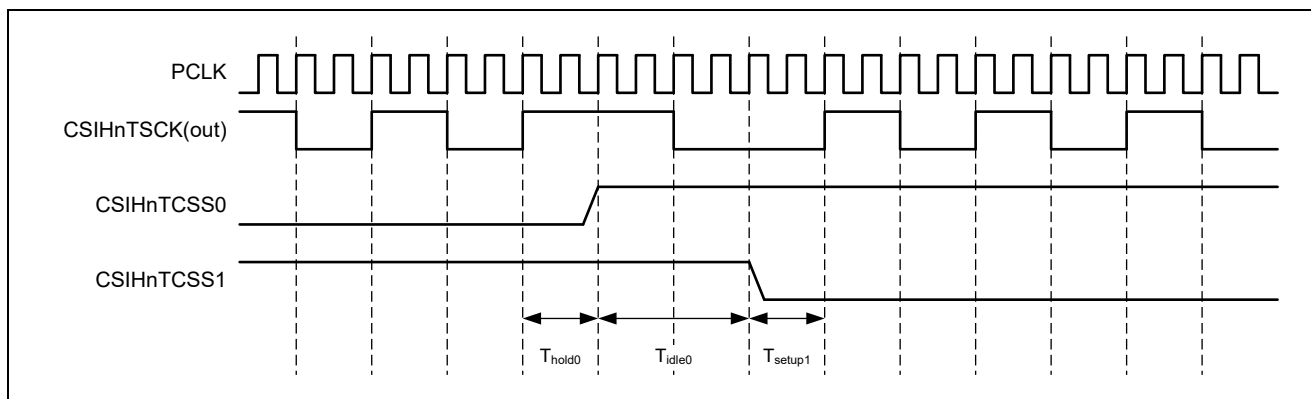 PCLK
CSIHnTSCK(out)
CSIHnTCSS0
CSIHnTCSS1
Thold0 Tidle0 Tsetup1